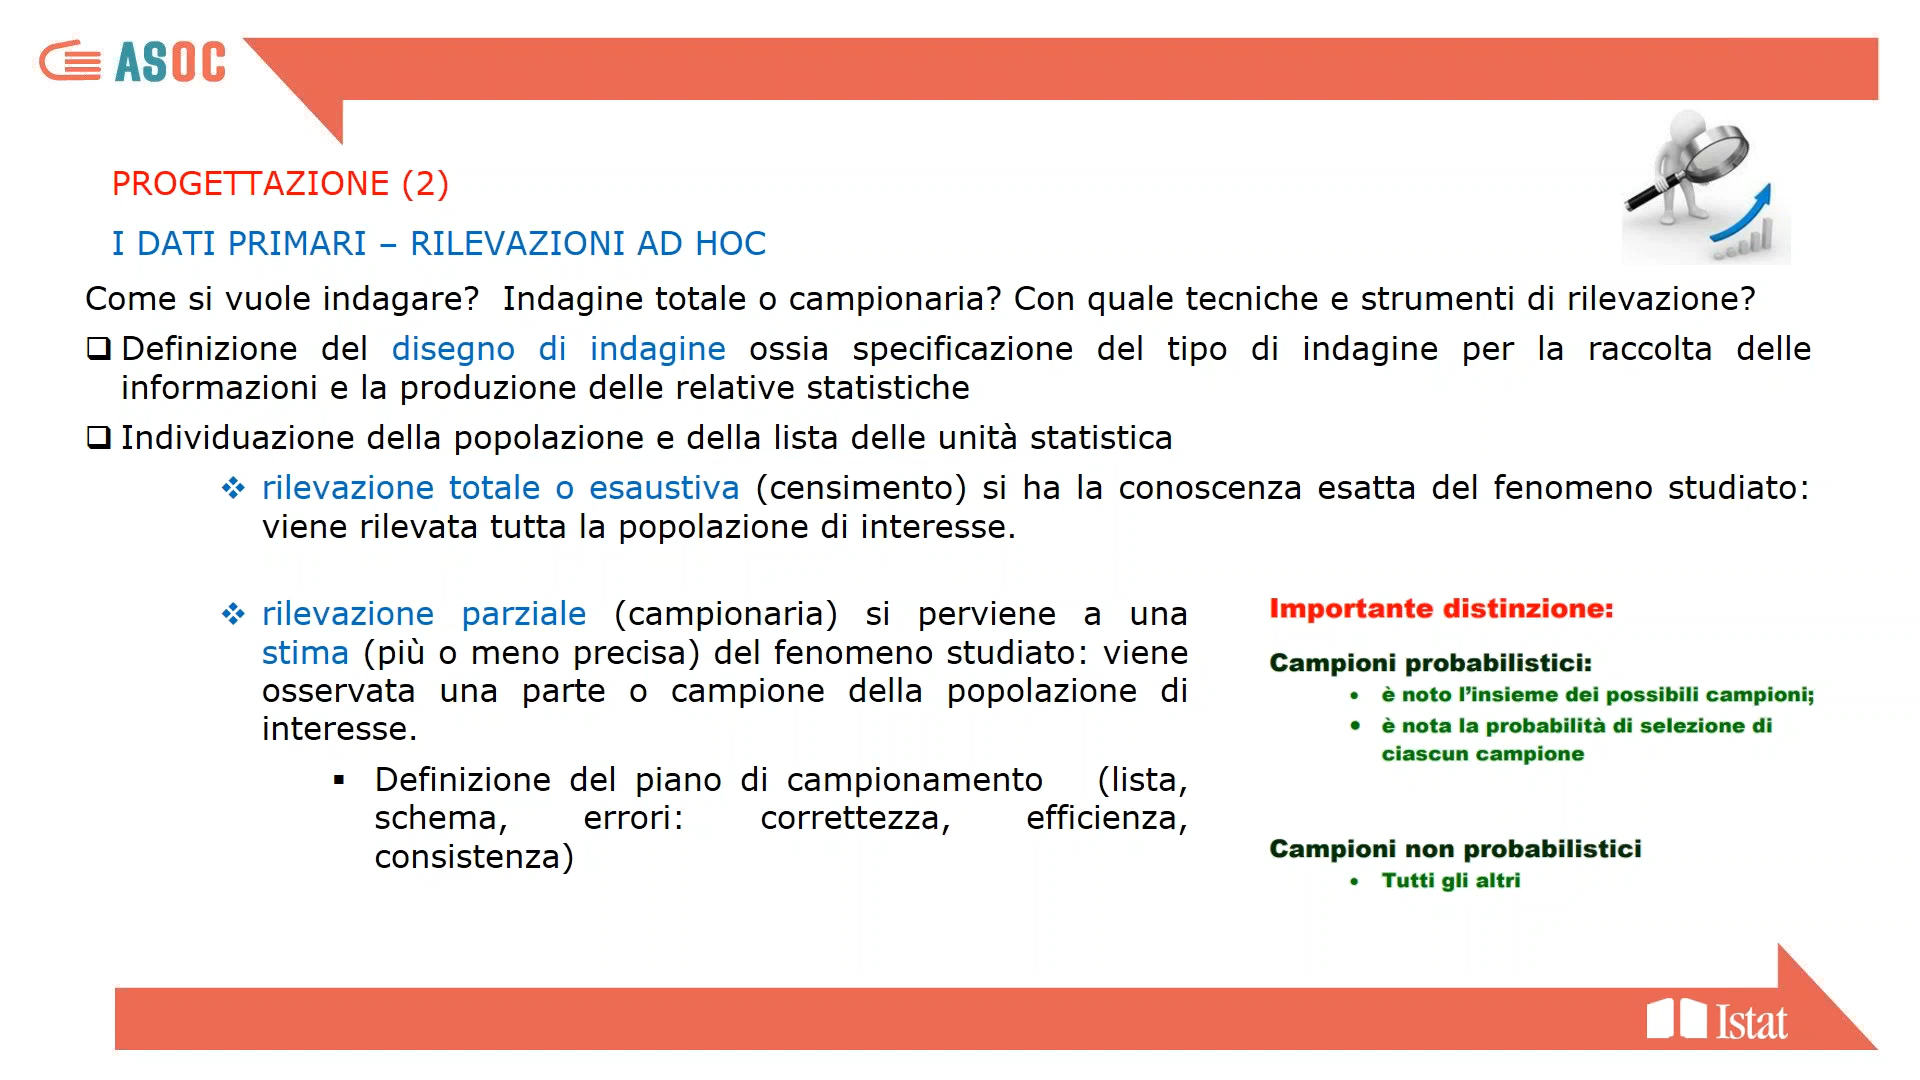 ASOC
PROGETTAZIONE (2)
I DATI PRIMARI – RILEVAZIONI AD HOC
Come si vuole indagare? Indagine totale o campionaria? Con quale tecniche e strumenti di rilevazione?
❑ Definizione del disegno di indagine ossia specificazione del tipo di indagine per la raccolta delle
informazioni e la produzione delle relative statistiche
❑ Individuazione della popolazione e della lista delle unità statistica
❖ rilevazione totale o esaustiva (censimento) si ha la conoscenza esatta del fenomeno studiato:
viene rilevata tutta la popolazione di interesse.
❖ rilevazione parziale (campionaria) si perviene a una
stima (più o meno precisa) del fenomeno studiato: viene
osservata una parte o campione della popolazione di
interesse.
▪ Definizione del piano di campionamento (lista,
schema, errori: correttezza, efficienza,
consistenza)
Importante distinzione:
Campioni probabilistici:
• è noto l'insieme dei possibili campioni;
• è nota la probabilità di selezione di
ciascun campione
Campioni non probabilistici
• Tutti gli altri
Istat